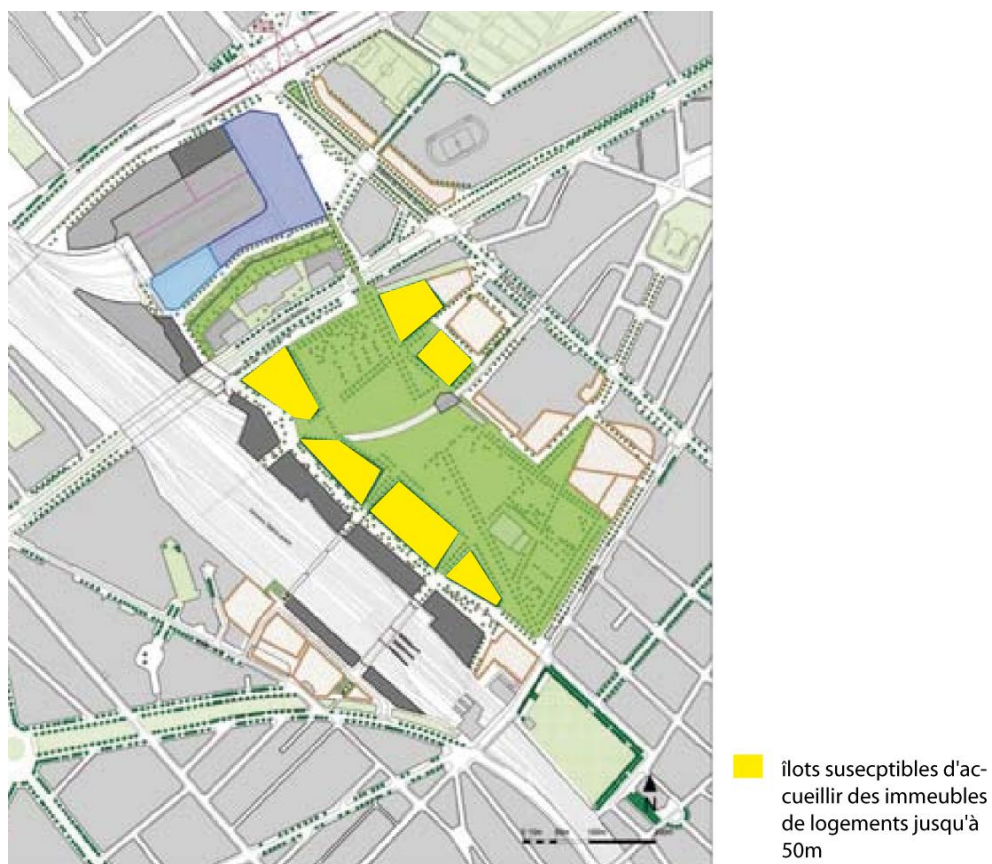 N
îlots susecptibles d'ac-
cueillir des immeubles
de logements jusqu'à
50m